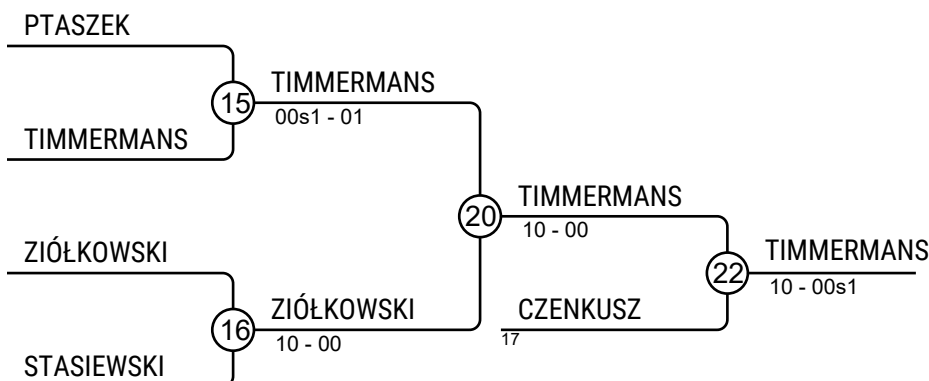 PTASZEK
15
TIMMERMANS
00s1 - 01
TIMMERMANS
20
TIMMERMANS
10 - 00
ZIÓŁKOWSKI
22
TIMMERMANS
10 - 00s1
16
ZIÓŁKOWSKI
10 - 00
CZENKUSZ
17
STASIEWSKI